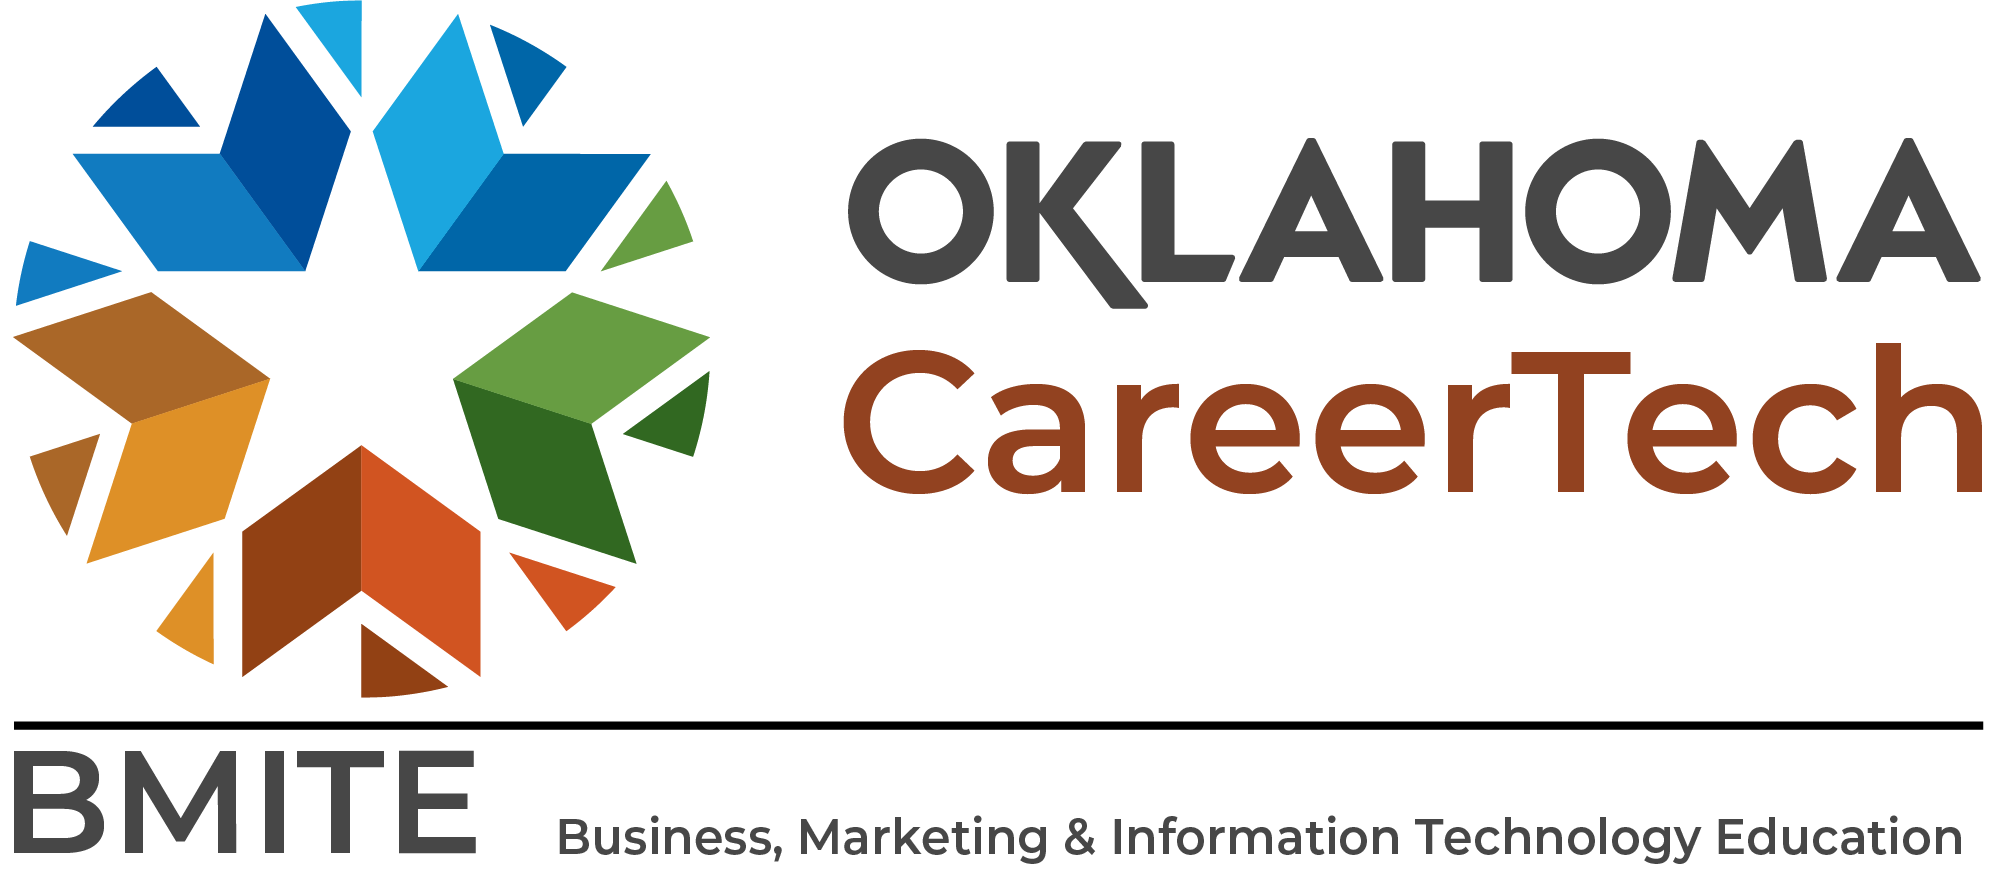 OKLAHOMA
CareerTech
BMITE
Business, Marketing & Information Technology Education